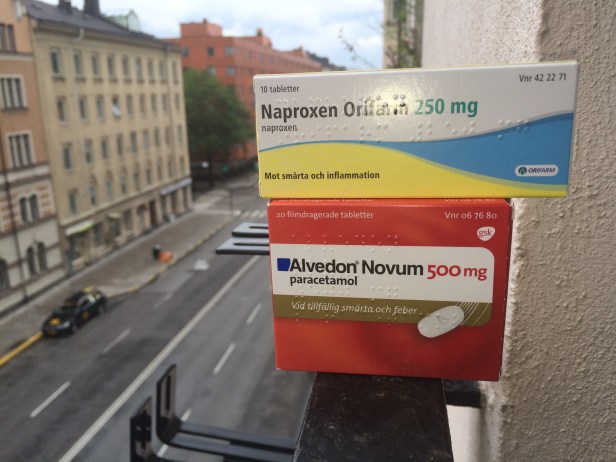 10 tabletter
Vnr 42 22 71
Naproxen Orifarm 250 mg
naproxen
Mot smärta och inflammation
ORIFARM
20 filmdragerade tabletter
Vnr 06 76 80
gsk
Alvedon® Novum 500 mg
paracetamol
Vid tillfällig smärta och feber